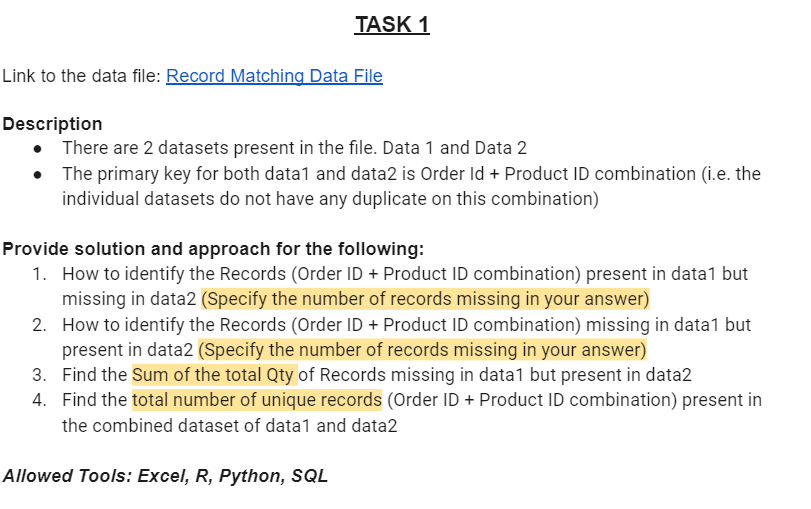 TASK 1
Link to the data file: Record Matching Data File
Description
● There are 2 datasets present in the file. Data 1 and Data 2
● The primary key for both data1 and data2 is Order Id + Product ID combination (i.e. the
individual datasets do not have any duplicate on this combination)
Provide solution and approach for the following:
1. How to identify the Records (Order ID + Product ID combination) present in data1 but
missing in data2 (Specify the number of records missing in your answer)
2. How to identify the Records (Order ID + Product ID combination) missing in data1 but
present in data2 (Specify the number of records missing in your answer)
3. Find the Sum of the total Qty of Records missing in data1 but present in data2
4. Find the total number of unique records (Order ID + Product ID combination) present in
the combined dataset of data1 and data2
Allowed Tools: Excel, R, Python, SQL